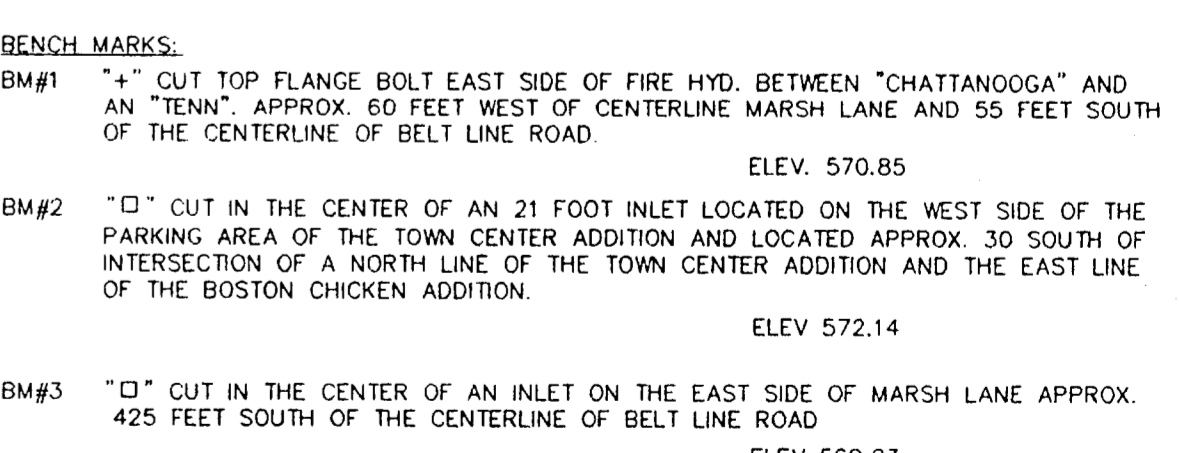 BENCH MARKS:
BM#1 "+" CUT TOP FLANGE BOLT EAST SIDE OF FIRE HYD. BETWEEN "CHATTANOOGA" AND
AN "TENN". APPROX. 60 FEET WEST OF CENTERLINE MARSH LANE AND 55 FEET SOUTH
OF THE CENTERLINE OF BELT LINE ROAD.
ELEV. 570.85
BM#2 "□" CUT IN THE CENTER OF AN 21 FOOT INLET LOCATED ON THE WEST SIDE OF THE
PARKING AREA OF THE TOWN CENTER ADDITION AND LOCATED APPROX. 30 SOUTH OF
INTERSECTION OF A NORTH LINE OF THE TOWN CENTER ADDITION AND THE EAST LINE
OF THE BOSTON CHICKEN ADDITION.
ELEV 572.14
BM#3 "□" CUT IN THE CENTER OF AN INLET ON THE EAST SIDE OF MARSH LANE APPROX.
425 FEET SOUTH OF THE CENTERLINE OF BELT LINE ROAD
ELEV